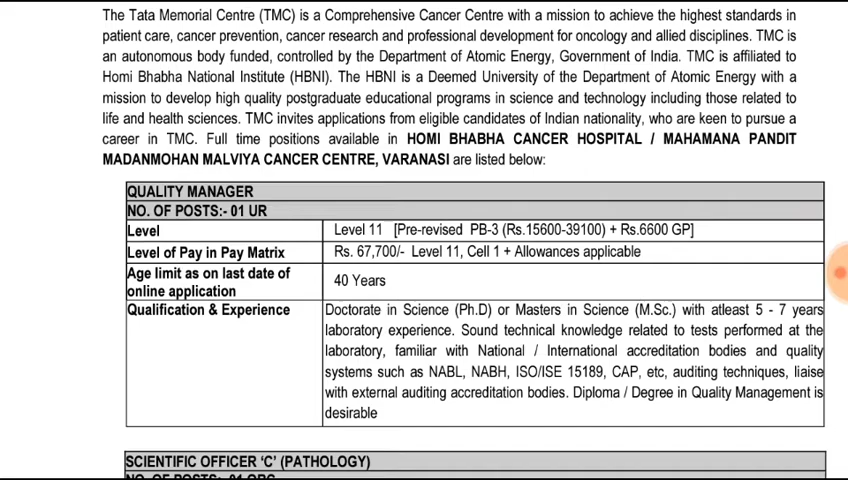 The Tata Memorial Centre (TMC) is a Comprehensive Cancer Centre with a mission to achieve the highest standards in
patient care, cancer prevention, cancer research and professional development for oncology and allied disciplines. TMC is
an autonomous body funded, controlled by the Department of Atomic Energy, Government of India. TMC is affiliated to
Homi Bhabha National Institute (HBNI). The HBNI is a Deemed University of the Department of Atomic Energy with a
mission to develop high quality postgraduate educational programs in science and technology including those related to
life and health sciences. TMC invites applications from eligible candidates of Indian nationality, who are keen to pursue a
career in TMC. Full time positions available in HOMI BHABHA CANCER HOSPITAL / MAHAMANA PANDIT
MADANMOHAN MALVIYA CANCER CENTRE, VARANASI are listed below:
QUALITY MANAGER
NO. OF POSTS:- 01 UR
Level Level 11 [Pre-revised PB-3 (Rs.15600-39100) + Rs.6600 GP]
Level of Pay in Pay Matrix Rs. 67,700/- Level 11, Cell 1 + Allowances applicable
Age limit as on last date of
online application 40 Years
Qualification & Experience Doctorate in Science (Ph.D) or Masters in Science (M.Sc.) with atleast 5 - 7 years
laboratory experience. Sound technical knowledge related to tests performed at the
laboratory, familiar with National / International accreditation bodies and quality
systems such as NABL, NABH, ISO/ISE 15189, CAP, etc, auditing techniques, liaise
with external auditing accreditation bodies. Diploma / Degree in Quality Management is
desirable
SCIENTIFIC OFFICER 'C' (PATHOLOGY)
NO. OF POSTS:- 01